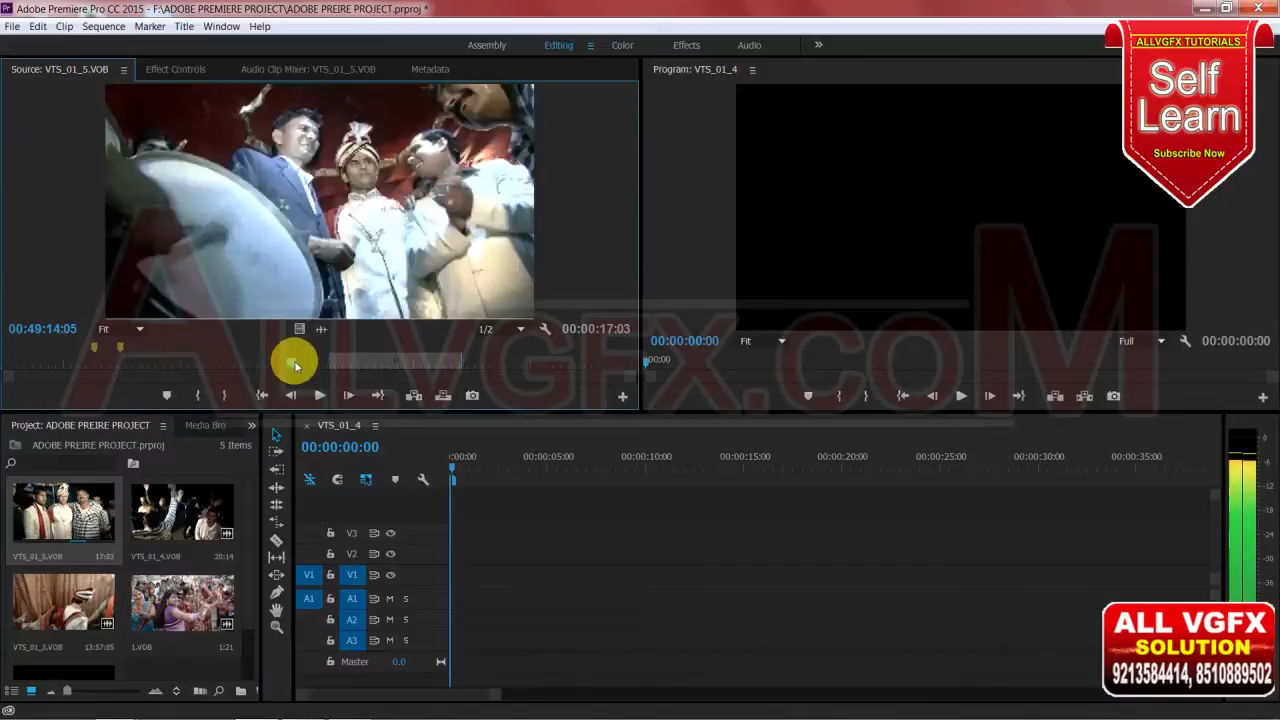 Adobe Premiere Pro CC 2015 - F:\ADOBE PREMIERE PROJECT\ADOBE PREIRE PROJECT.prproj *
File Edit Clip Sequence Marker Title Window Help
Assembly Editing Color Effects Audio
ALLVGFX TUTORIALS
Self
Learn
Subscribe Now
Source: VTS_01_5.VOB Effect Controls Audio Clip Mixer: VTS_01_5.VOB Metadata
Program: VTS_01_4
00:49:14:05 Fit 1/2 00:00:17:03
00:00:00:00 Fit Full 00:00:00:00
:00:00
ALLVGFX.COM
Project: ADOBE PREIRE PROJECT Media Bro
ADOBE PREIRE PROJECT.prproj 5 Items
VTS_01_5.VOB 17:03
VTS_01_4.VOB 20:14
VTS_01_3.VOB 13:57:05
1.VOB 1:21
VTS_01_4
00:00:00:00
:00:00 00:00:05:00 00:00:10:00 00:00:15:00 00:00:20:00 00:00:25:00 00:00:30:00 00:00:35:00
V3
V2
V1 V1
A1 A1 M S
A2 M S
A3 M S
Master 0.0
0
-6
-12
-18
-24
-30
-36
ALL VGFX
SOLUTION
9213584414, 8510889502